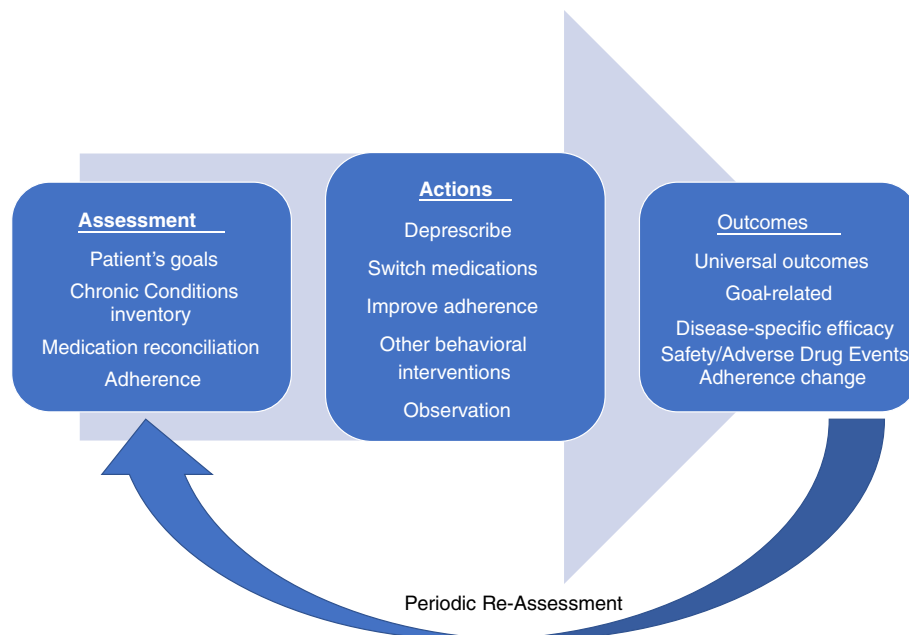 Assessment
Patient's goals
Chronic Conditions
inventory
Medication reconciliation
Adherence
Actions
Deprescribe
Switch medications
Improve adherence
Other behavioral
interventions
Observation
Outcomes
Universal outcomes
Goal-related
Disease-specific efficacy
Safety/Adverse Drug Events
Adherence change
Periodic Re-Assessment